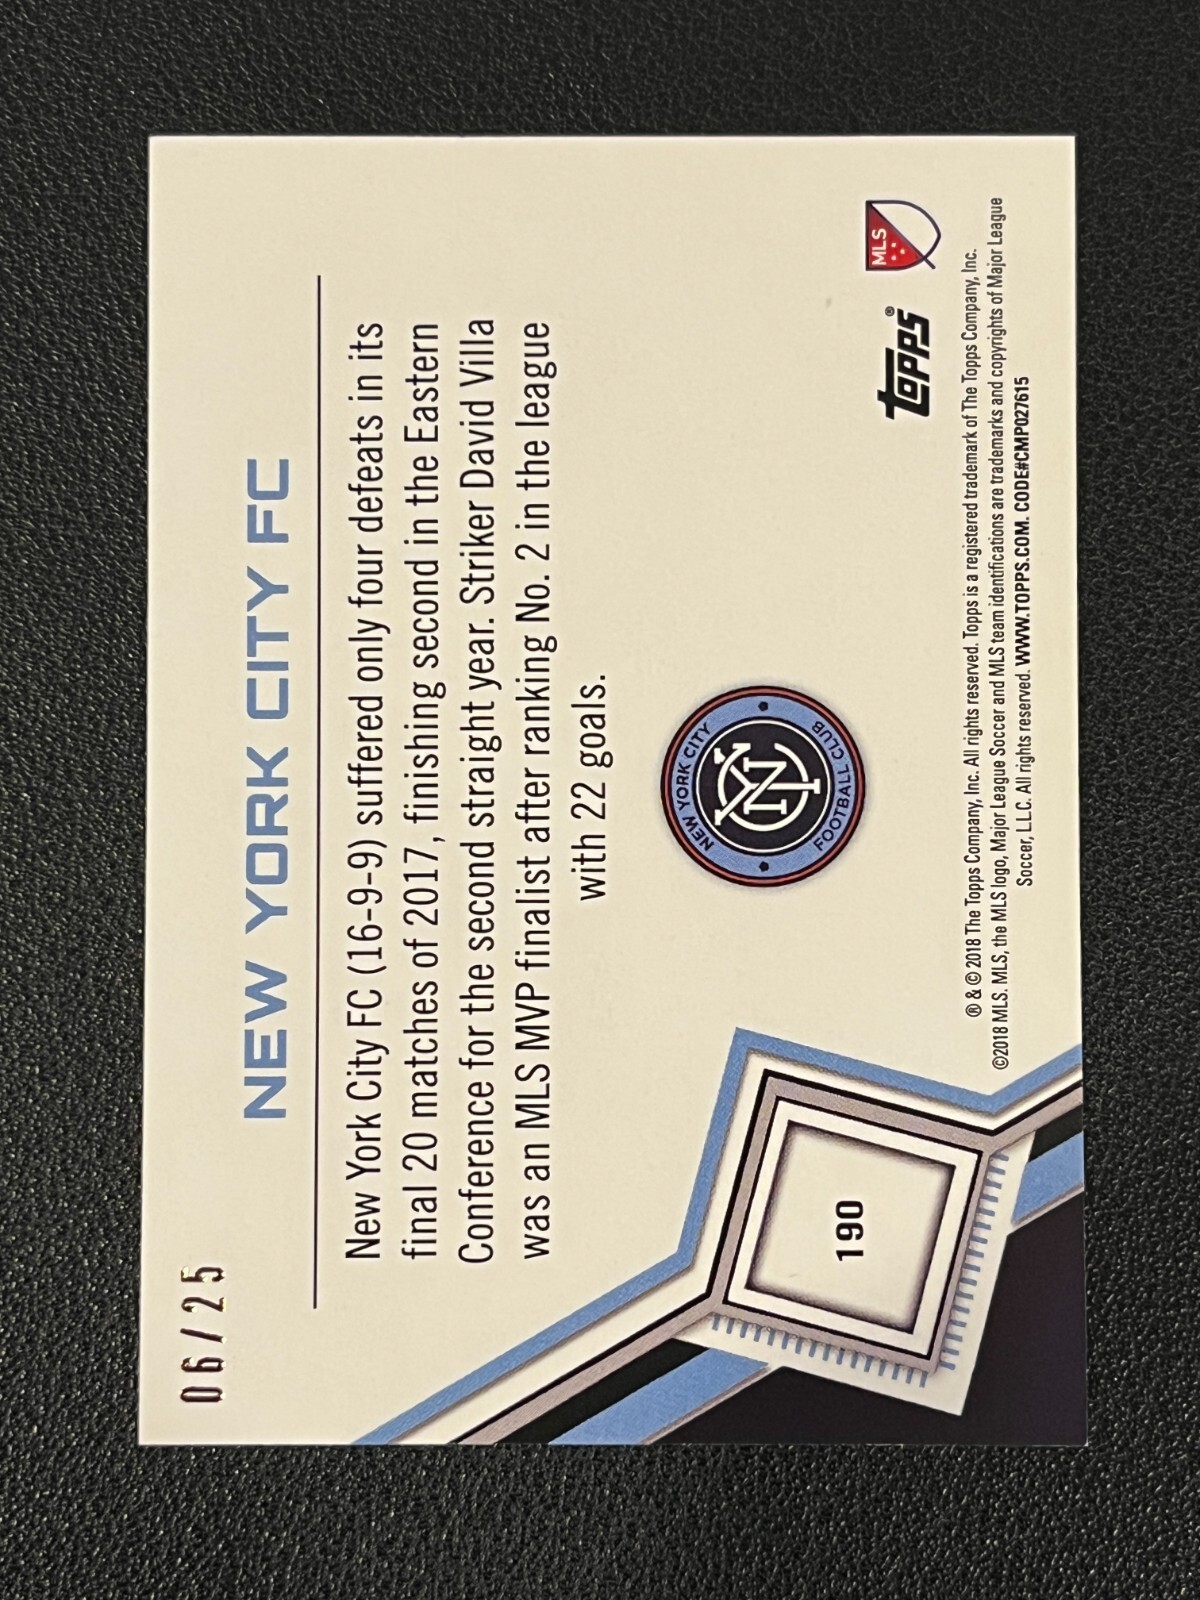 06/25
NEW YORK CITY FC
New York City FC (16-9-9) suffered only four defeats in its
final 20 matches of 2017, finishing second in the Eastern
Conference for the second straight year. Striker David Villa
was an MLS MVP finalist after ranking No. 2 in the league
with 22 goals.
NEW YORK CITY
NYC
FOOTBALL CLUB
190
Topps®
MLS
® & © 2018 The Topps Company, Inc. All rights reserved. Topps is a registered trademark of The Topps Company, Inc.
©2018 MLS. MLS, the MLS logo, Major League Soccer and MLS team identifications are trademarks and copyrights of Major League
Soccer, L.L.C. All rights reserved. WWW.TOPPS.COM. CODE#CMP027615